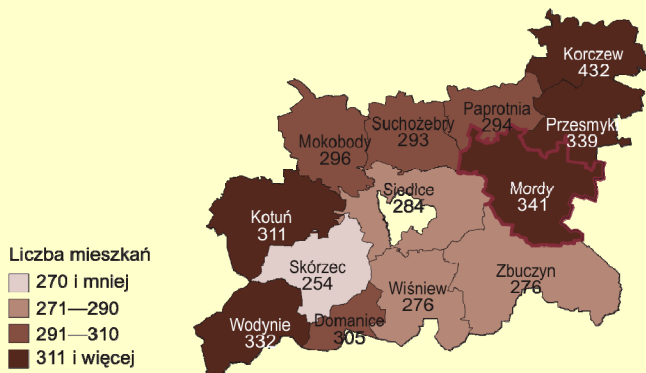 Korczew
432
Paprotnia
294
Przesmyk
339
Suchożebry
293
Mokobody
296
Siedlce
284
Mordy
341
Kotuń
311
Skórzec
254
Zbuczyn
276
Wiśniew
276
Wodynie
332
Domanice
305
Liczba mieszkań
270 i mniej
271—290
291—310
311 i więcej